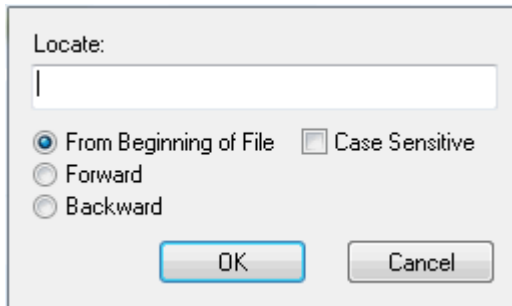 Locate:
From Beginning of File Case Sensitive
Forward
Backward
OK Cancel